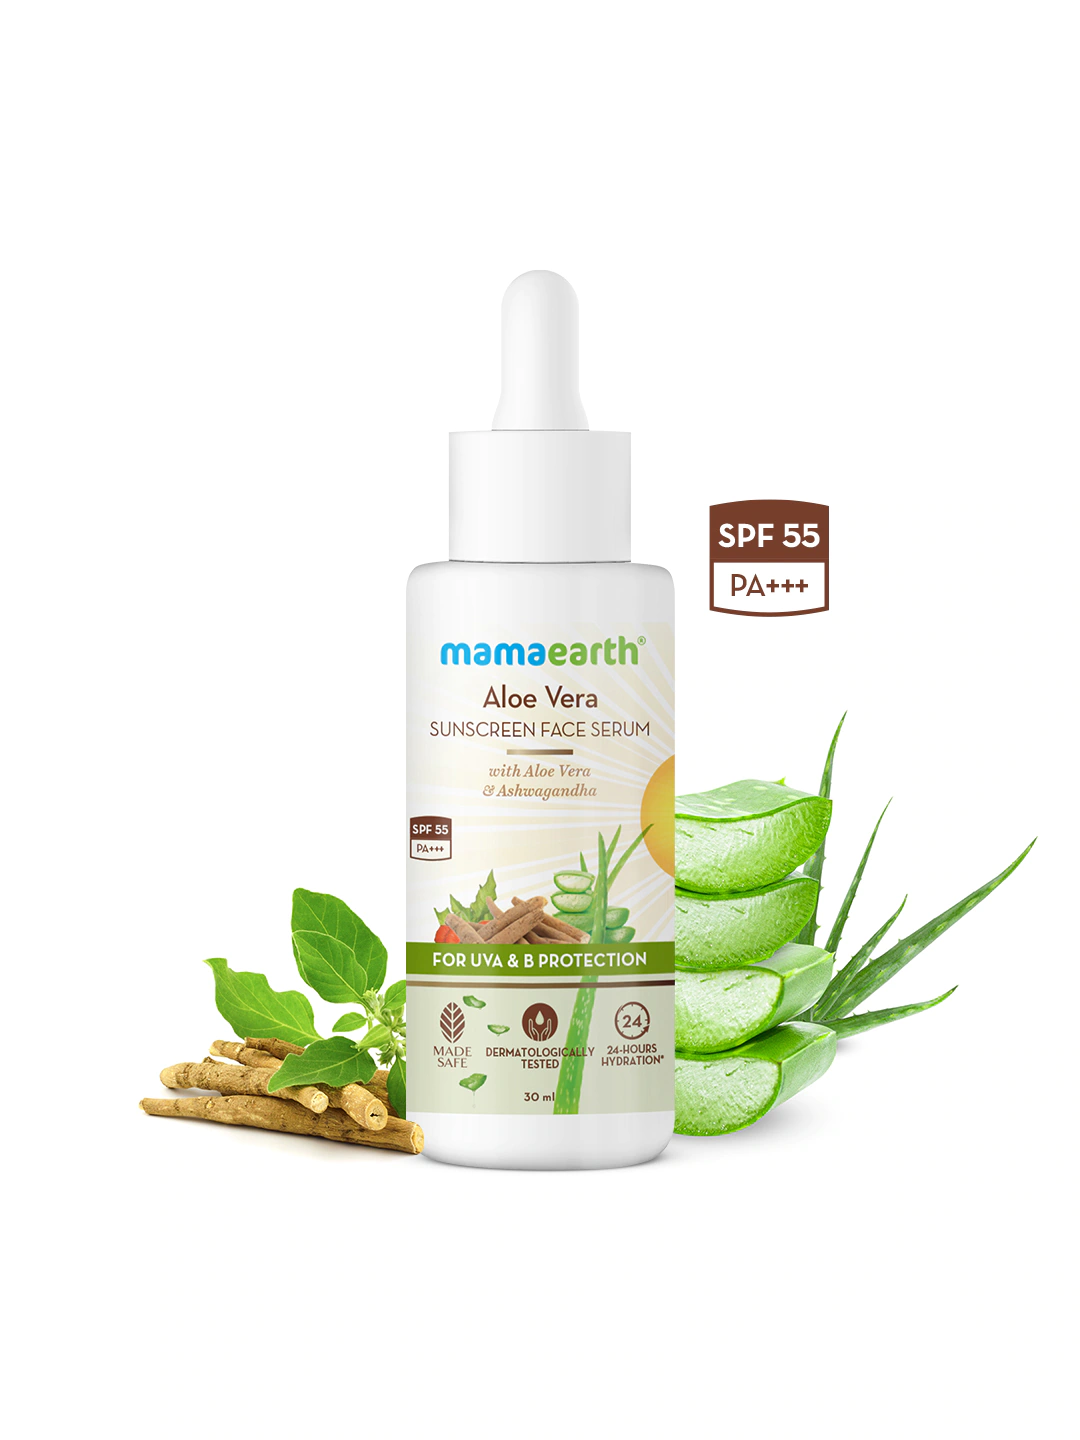 SPF 55
PA+++
mamaearth®
Aloe Vera
SUNSCREEN FACE SERUM
with Aloe Vera
& Ashwagandha
SPF 55
PA+++
FOR UVA & B PROTECTION
MADE
SAFE
DERMATOLOGICALLY
TESTED
24
24-HOURS
HYDRATION*
30 ml